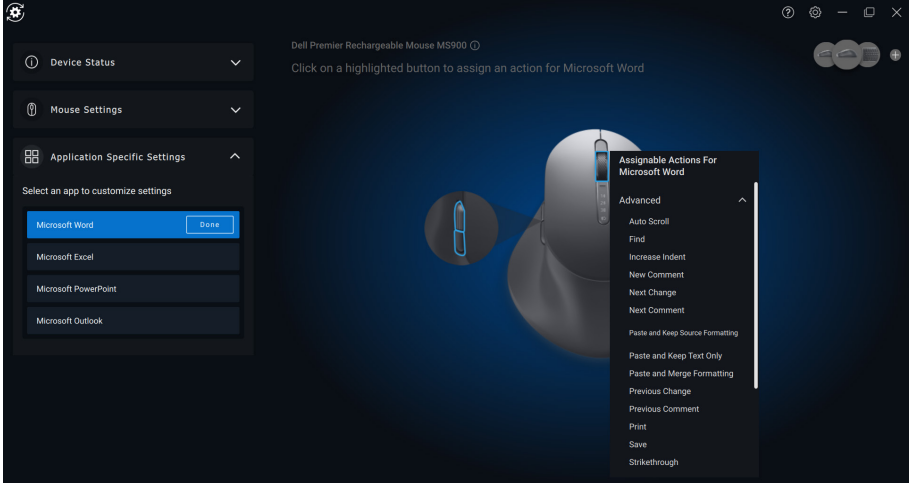 Device Status
Mouse Settings
Application Specific Settings
Select an app to customize settings
Microsoft Word
Done
Microsoft Excel
Microsoft PowerPoint
Microsoft Outlook
Dell Premier Rechargeable Mouse MS900
Click on a highlighted button to assign an action for Microsoft Word
Assignable Actions For
Microsoft Word
Advanced
Auto Scroll
Find
Increase Indent
New Comment
Next Change
Next Comment
Paste and Keep Source Formatting
Paste and Keep Text Only
Paste and Merge Formatting
Previous Change
Previous Comment
Print
Save
Strikethrough